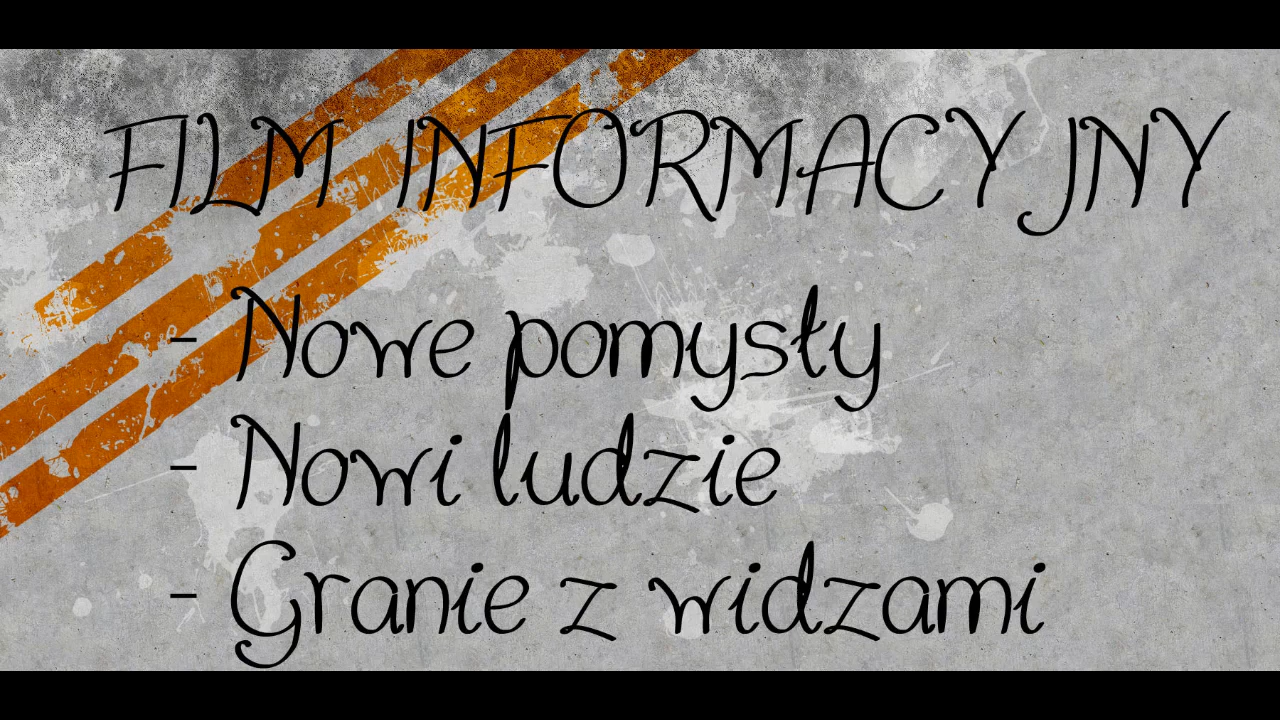 FILM INFORMACYJNY
- Nowe pomysły
- Nowi ludzie
- Granie z widzami